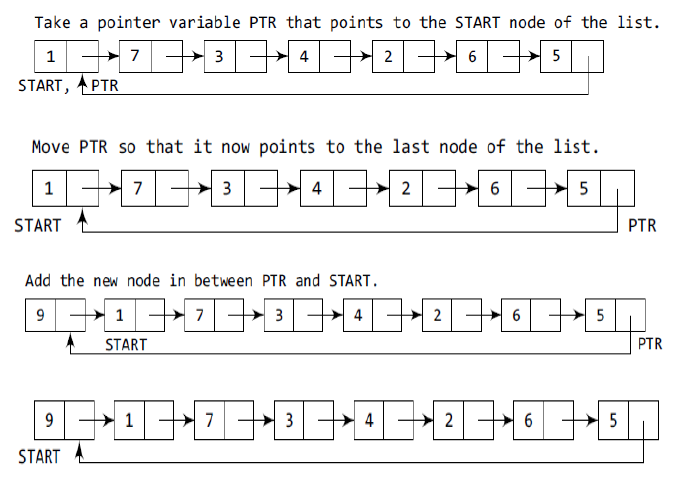 Take a pointer variable PTR that points to the START node of the list.
1 7 3 4 2 6 5
START, PTR
Move PTR so that it now points to the last node of the list.
1 7 3 4 2 6 5
START PTR
Add the new node in between PTR and START.
9 1 7 3 4 2 6 5
START PTR
9 1 7 3 4 2 6 5
START